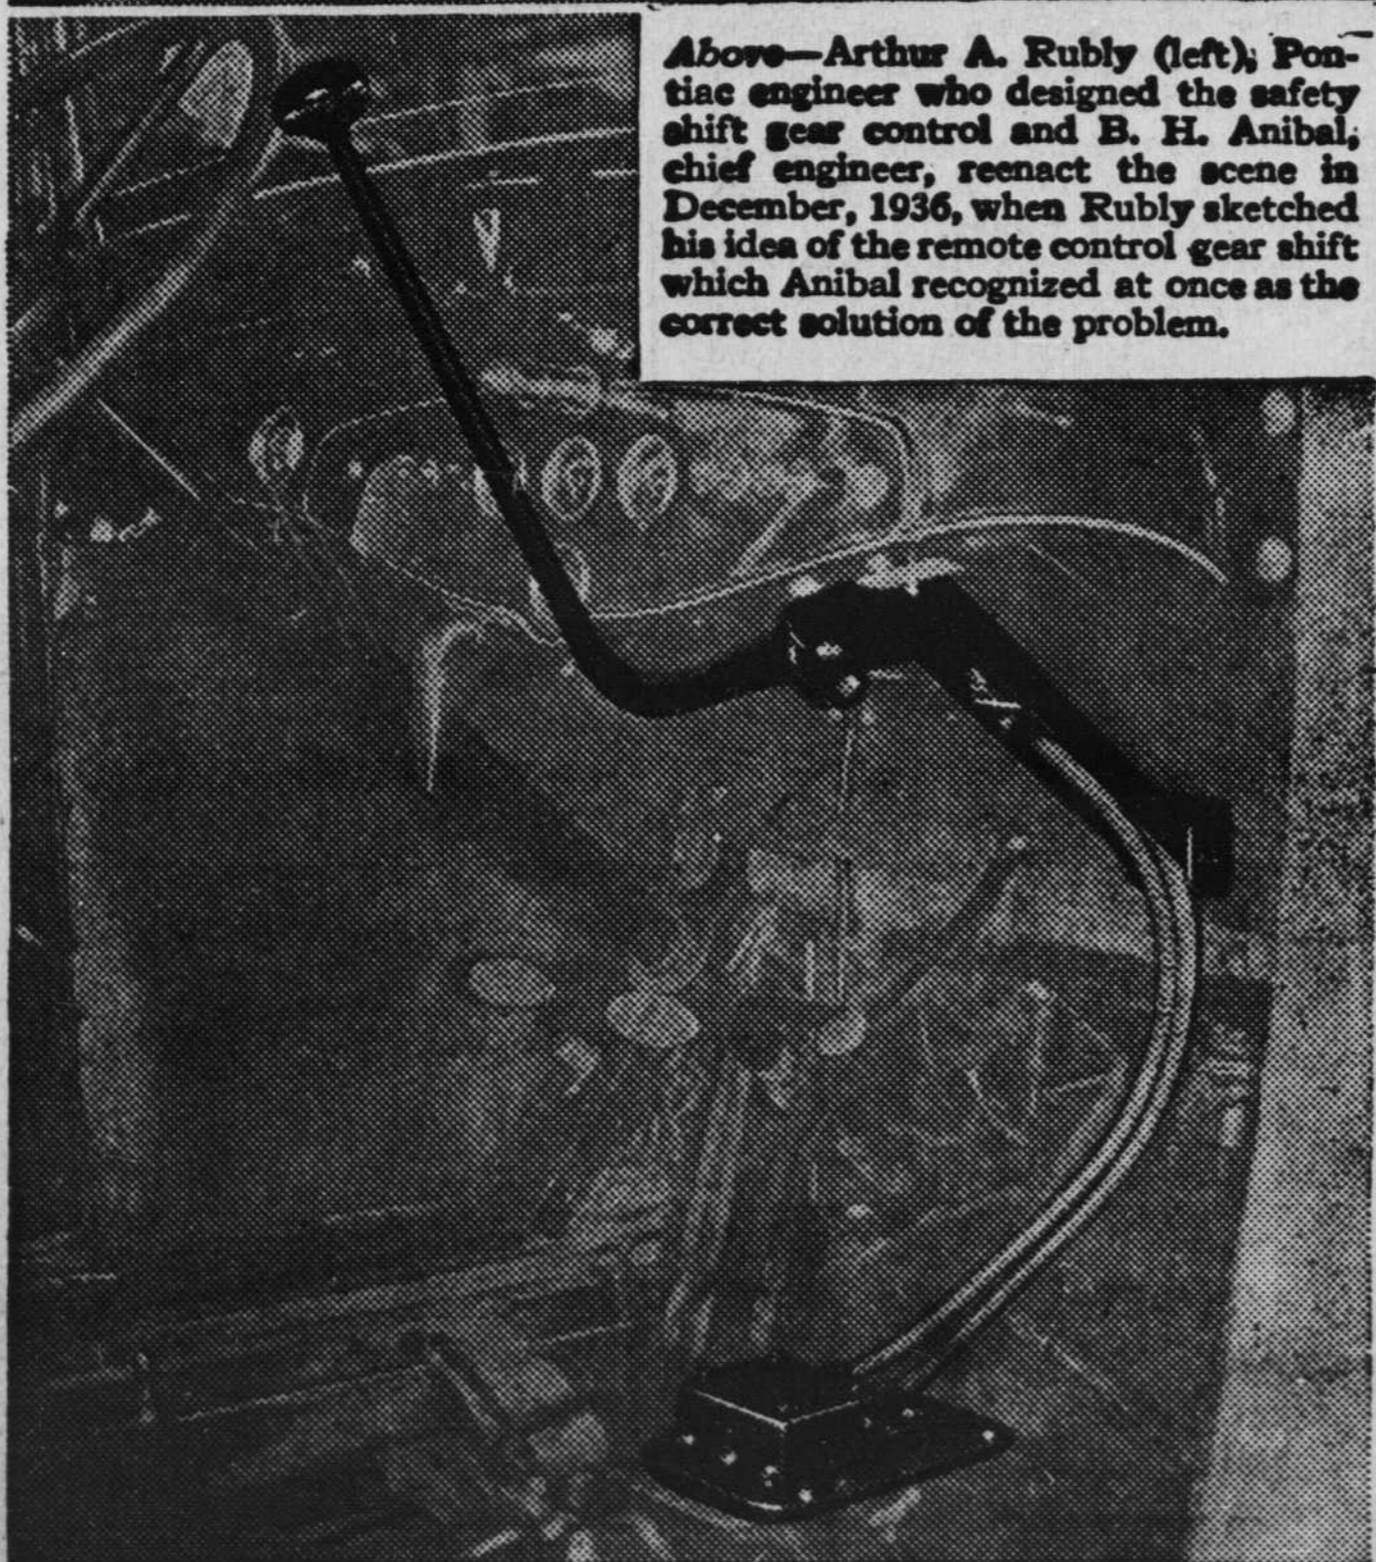 Above—Arthur A. Rubly (left), Pon-
tiac engineer who designed the safety
shift gear control and B. H. Anibal,
chief engineer, reenact the scene in
December, 1936, when Rubly sketched
his idea of the remote control gear shift
which Anibal recognized at once as the
correct solution of the problem.